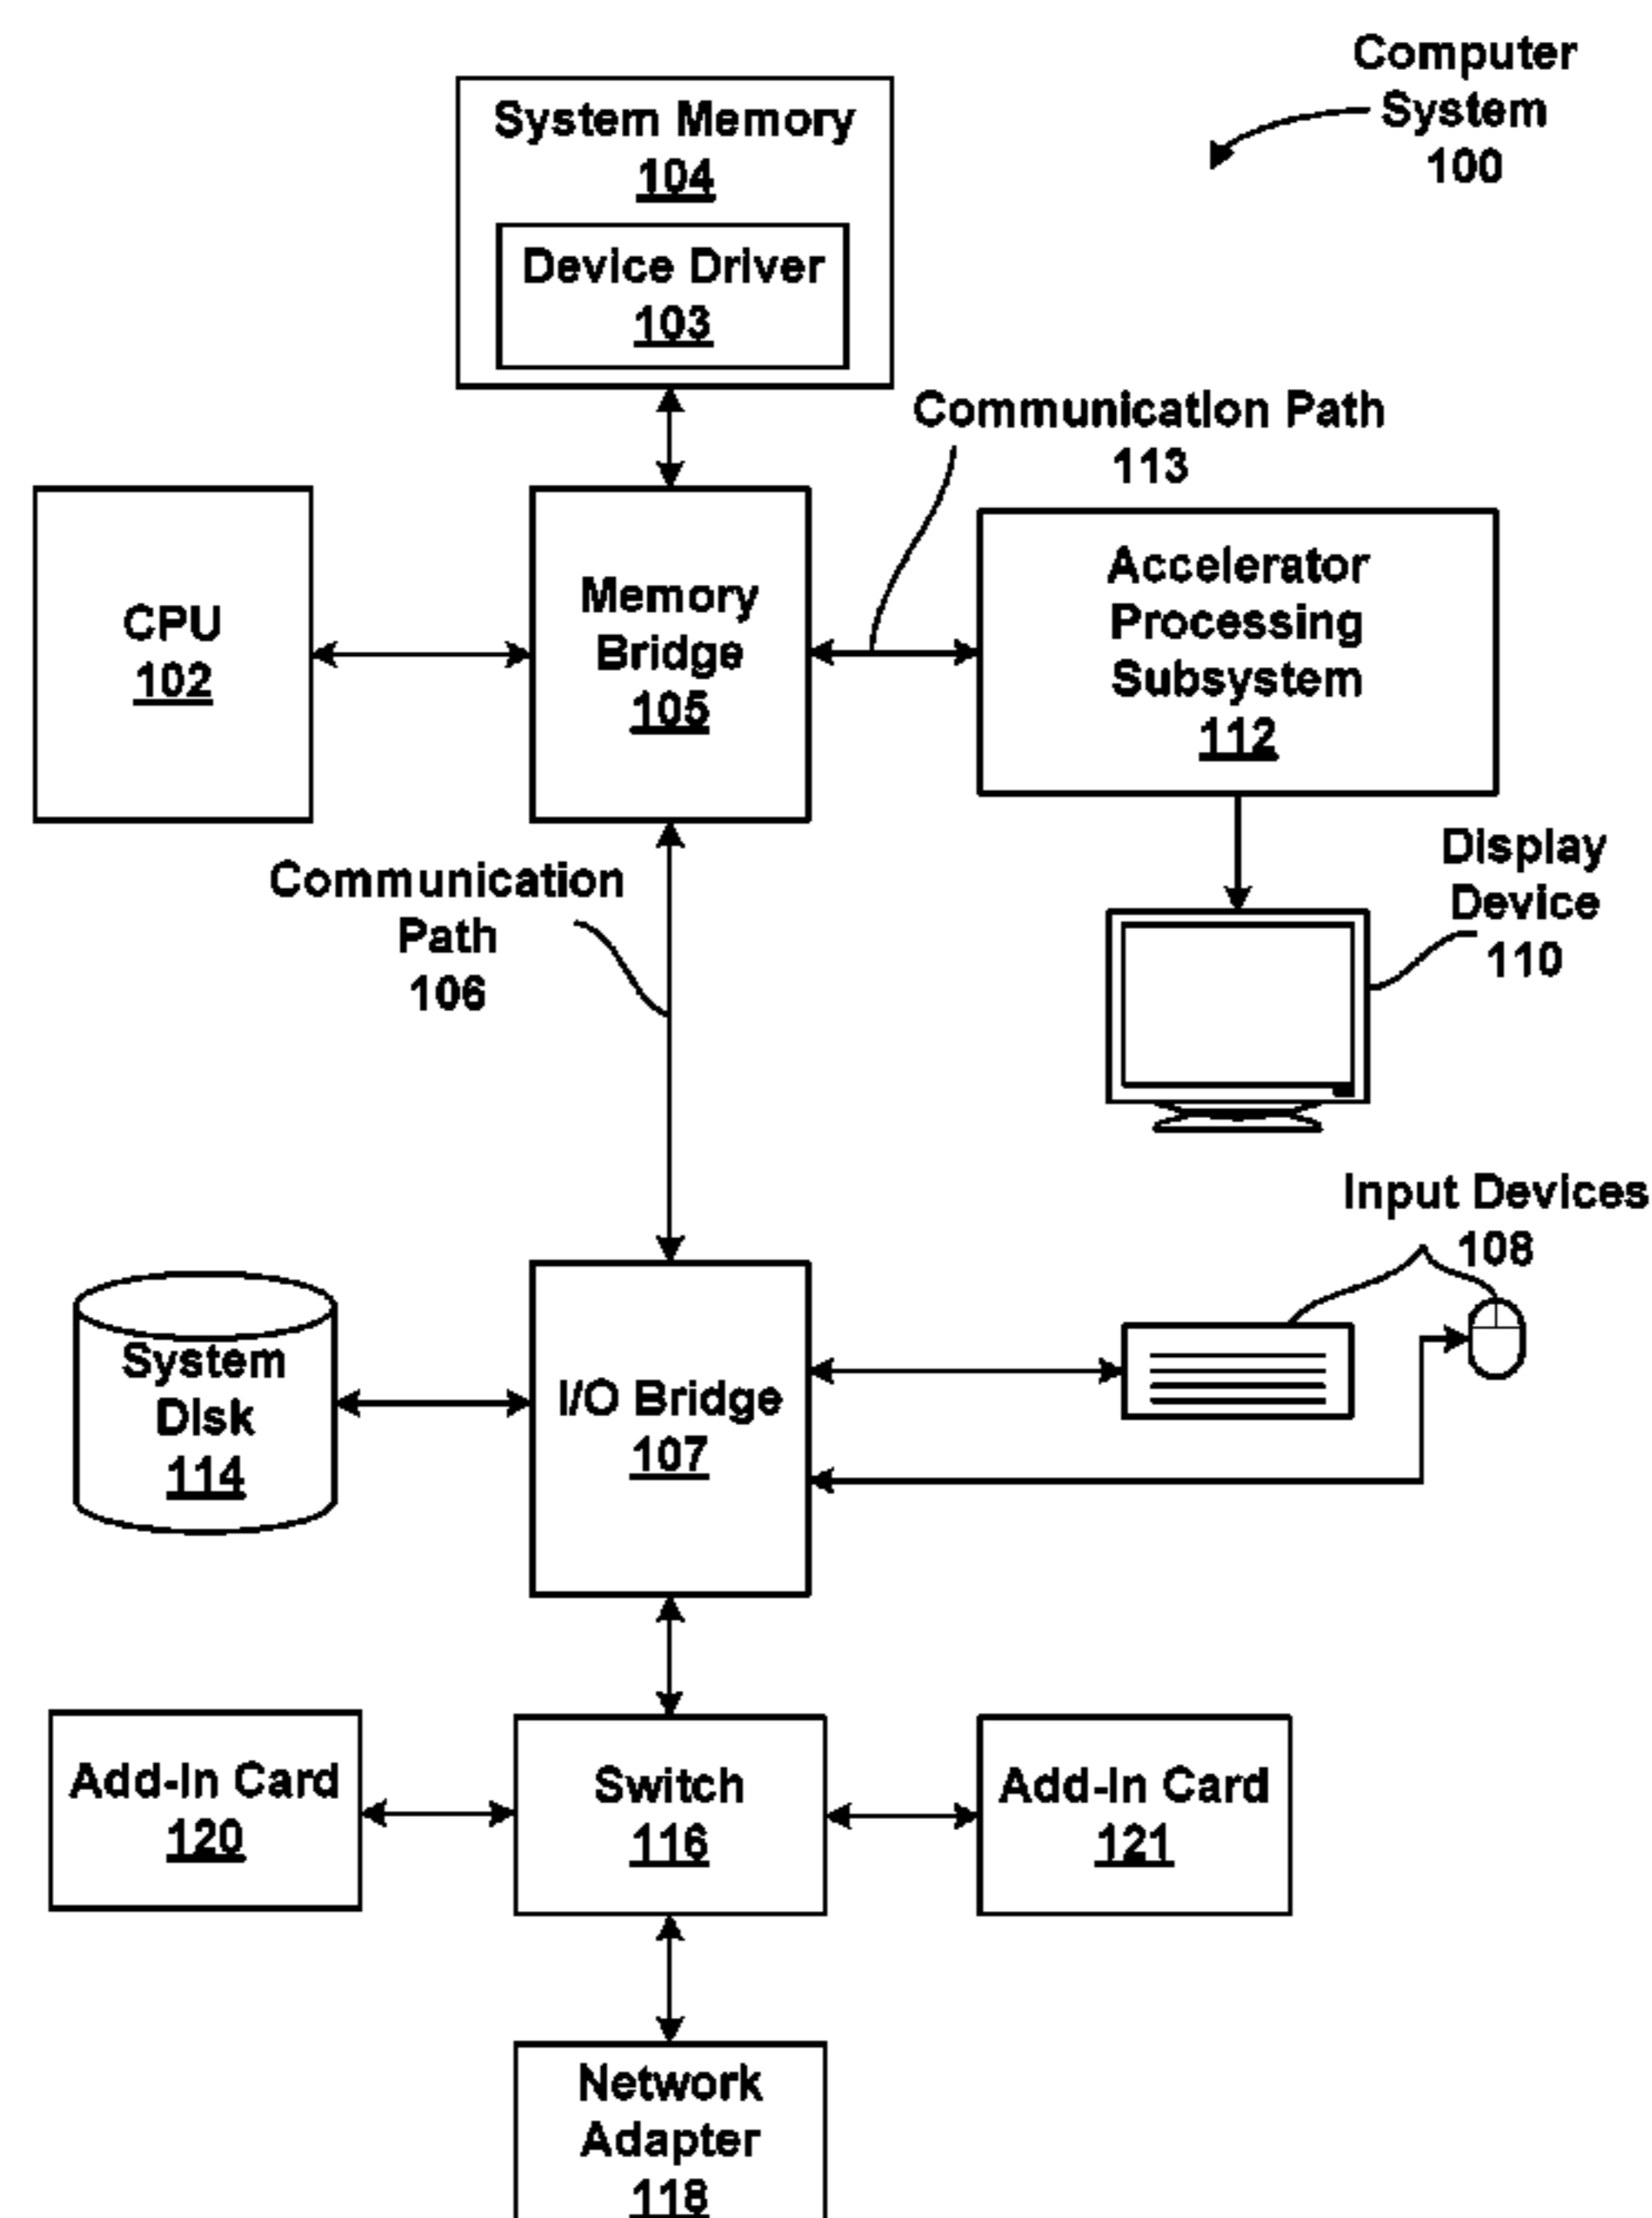 Computer
System
100
System Memory
104
Device Driver
103
Communication Path
113
CPU
102
Memory
Bridge
105
Accelerator
Processing
Subsystem
112
Communication
Path
106
Display
Device
110
Input Devices
108
System
Disk
114
I/O Bridge
107
Add-In Card
120
Switch
116
Add-In Card
121
Network
Adapter
118